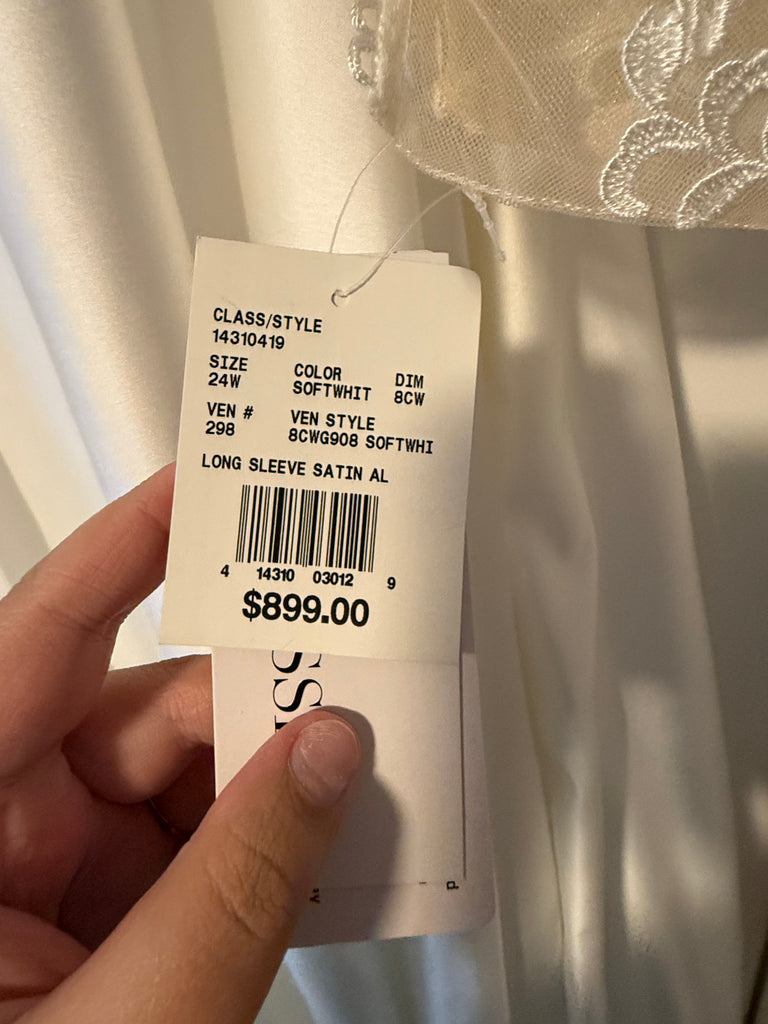 CLASS/STYLE
14310419
SIZE COLOR DIM
24W SOFTWHIT 8CW
VEN # VEN STYLE
298 8CWG908 SOFTWHI
LONG SLEEVE SATIN AL
4 14310 03012 9
$899.00